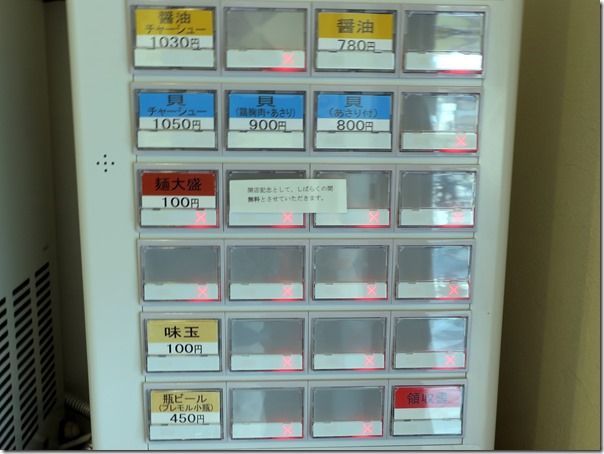 醤油
チャーシュー
1030円
醤油
780円
貝
チャーシュー
1050円
貝
(鶏胸肉+あさり)
900円
貝
(あさり付)
800円
麺大盛
100円
開店記念として、しばらくの間
無料とさせていただきます。
味玉
100円
瓶ビール
(プレモル小瓶)
450円
領収書